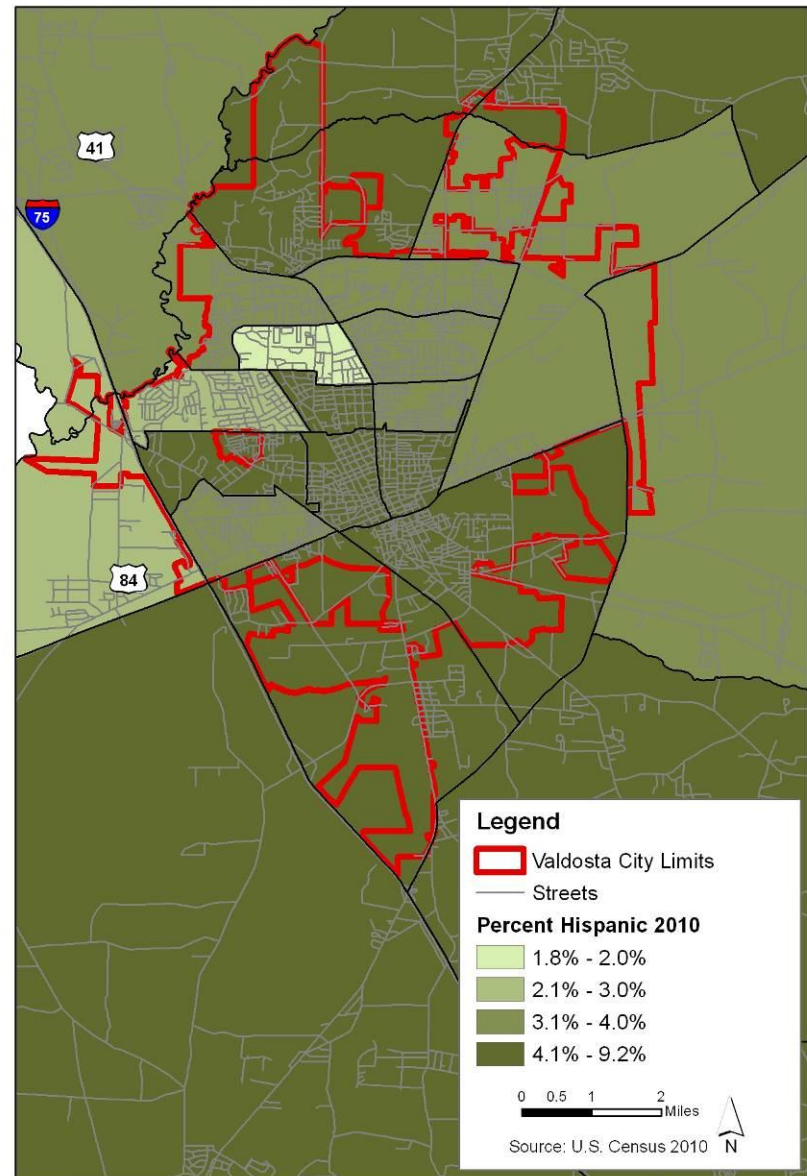 41
75
84
Legend
Valdosta City Limits
Streets
Percent Hispanic 2010
1.8% - 2.0%
2.1% - 3.0%
3.1% - 4.0%
4.1% - 9.2%
0 0.5 1 2
Miles
Source: U.S. Census 2010 N